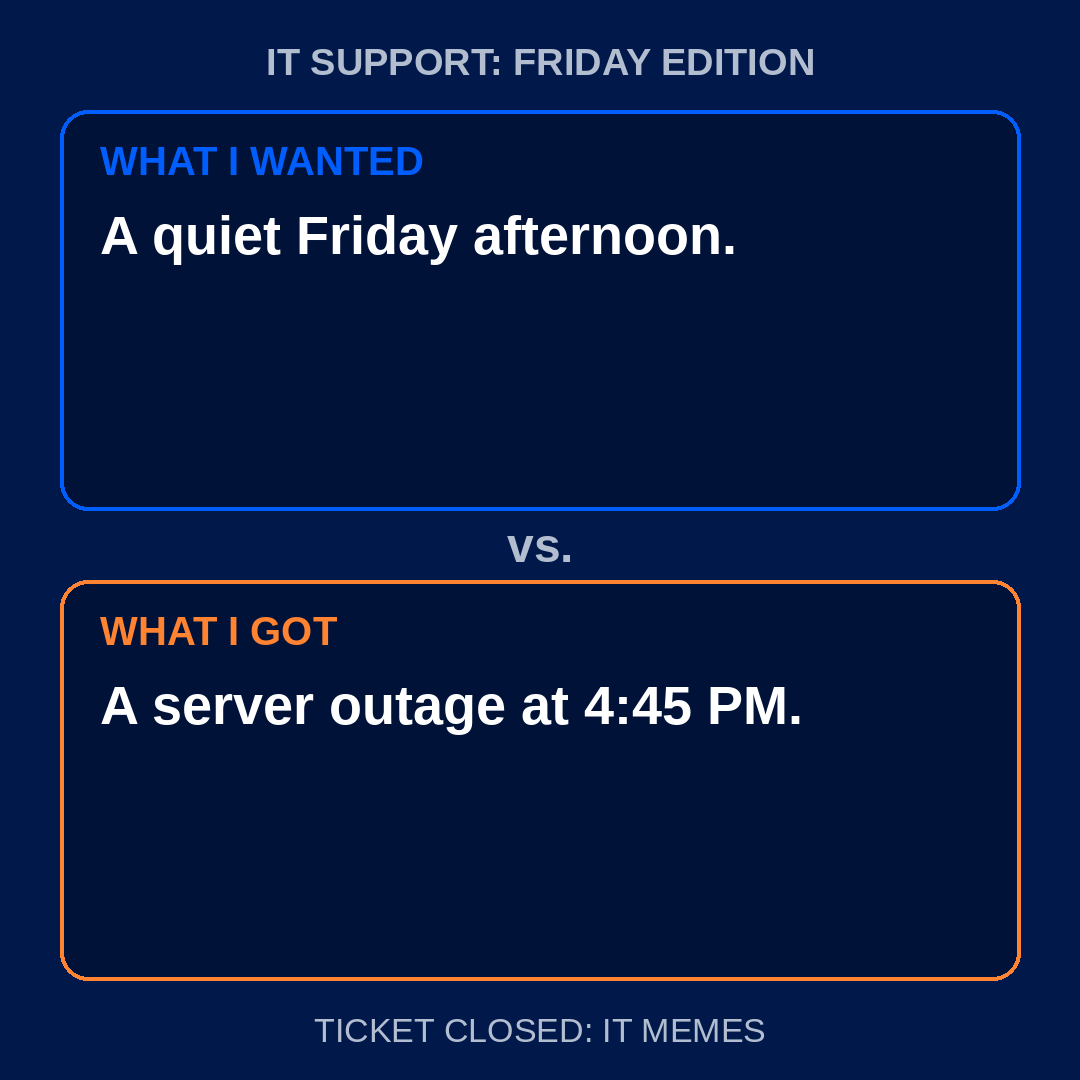 IT SUPPORT: FRIDAY EDITION
WHAT I WANTED
A quiet Friday afternoon.
vs.
WHAT I GOT
A server outage at 4:45 PM.
TICKET CLOSED: IT MEMES